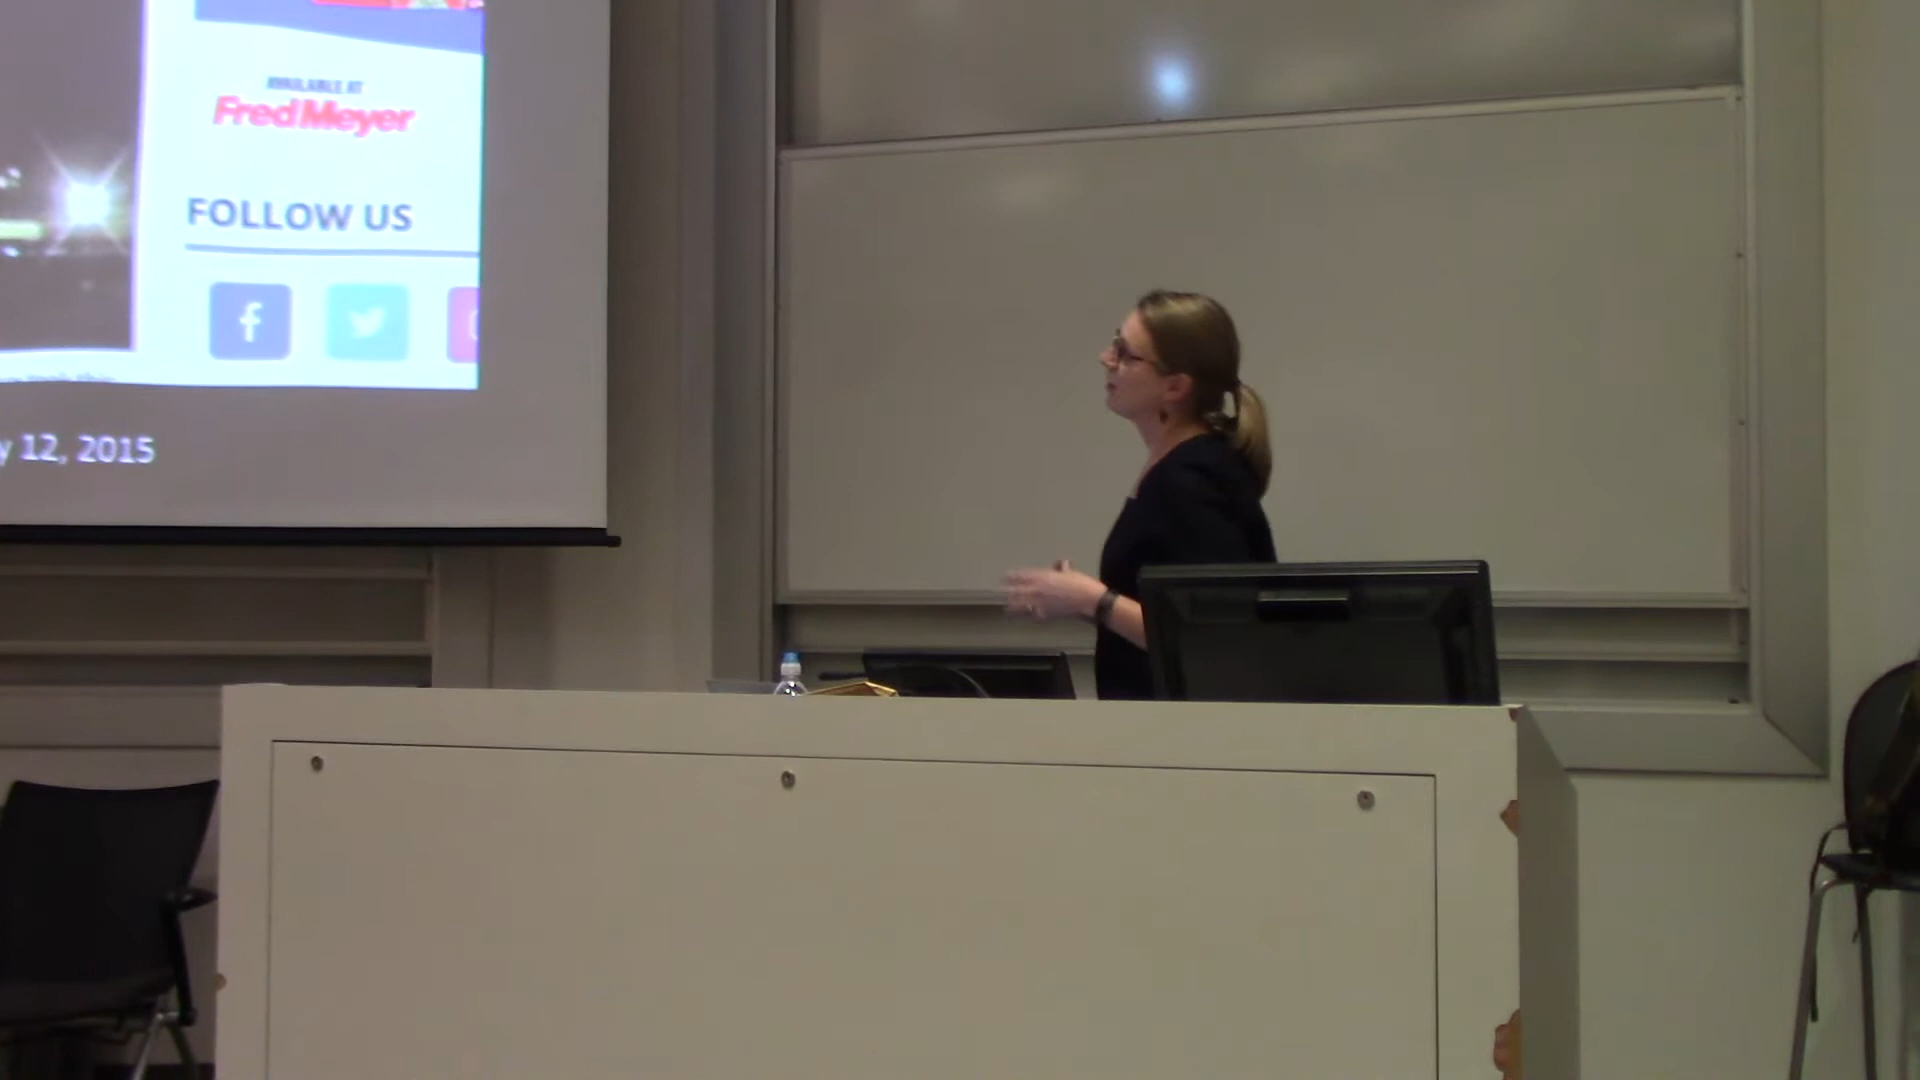 AVAILABLE AT
Fred Meyer
FOLLOW US
f
y 12, 2015